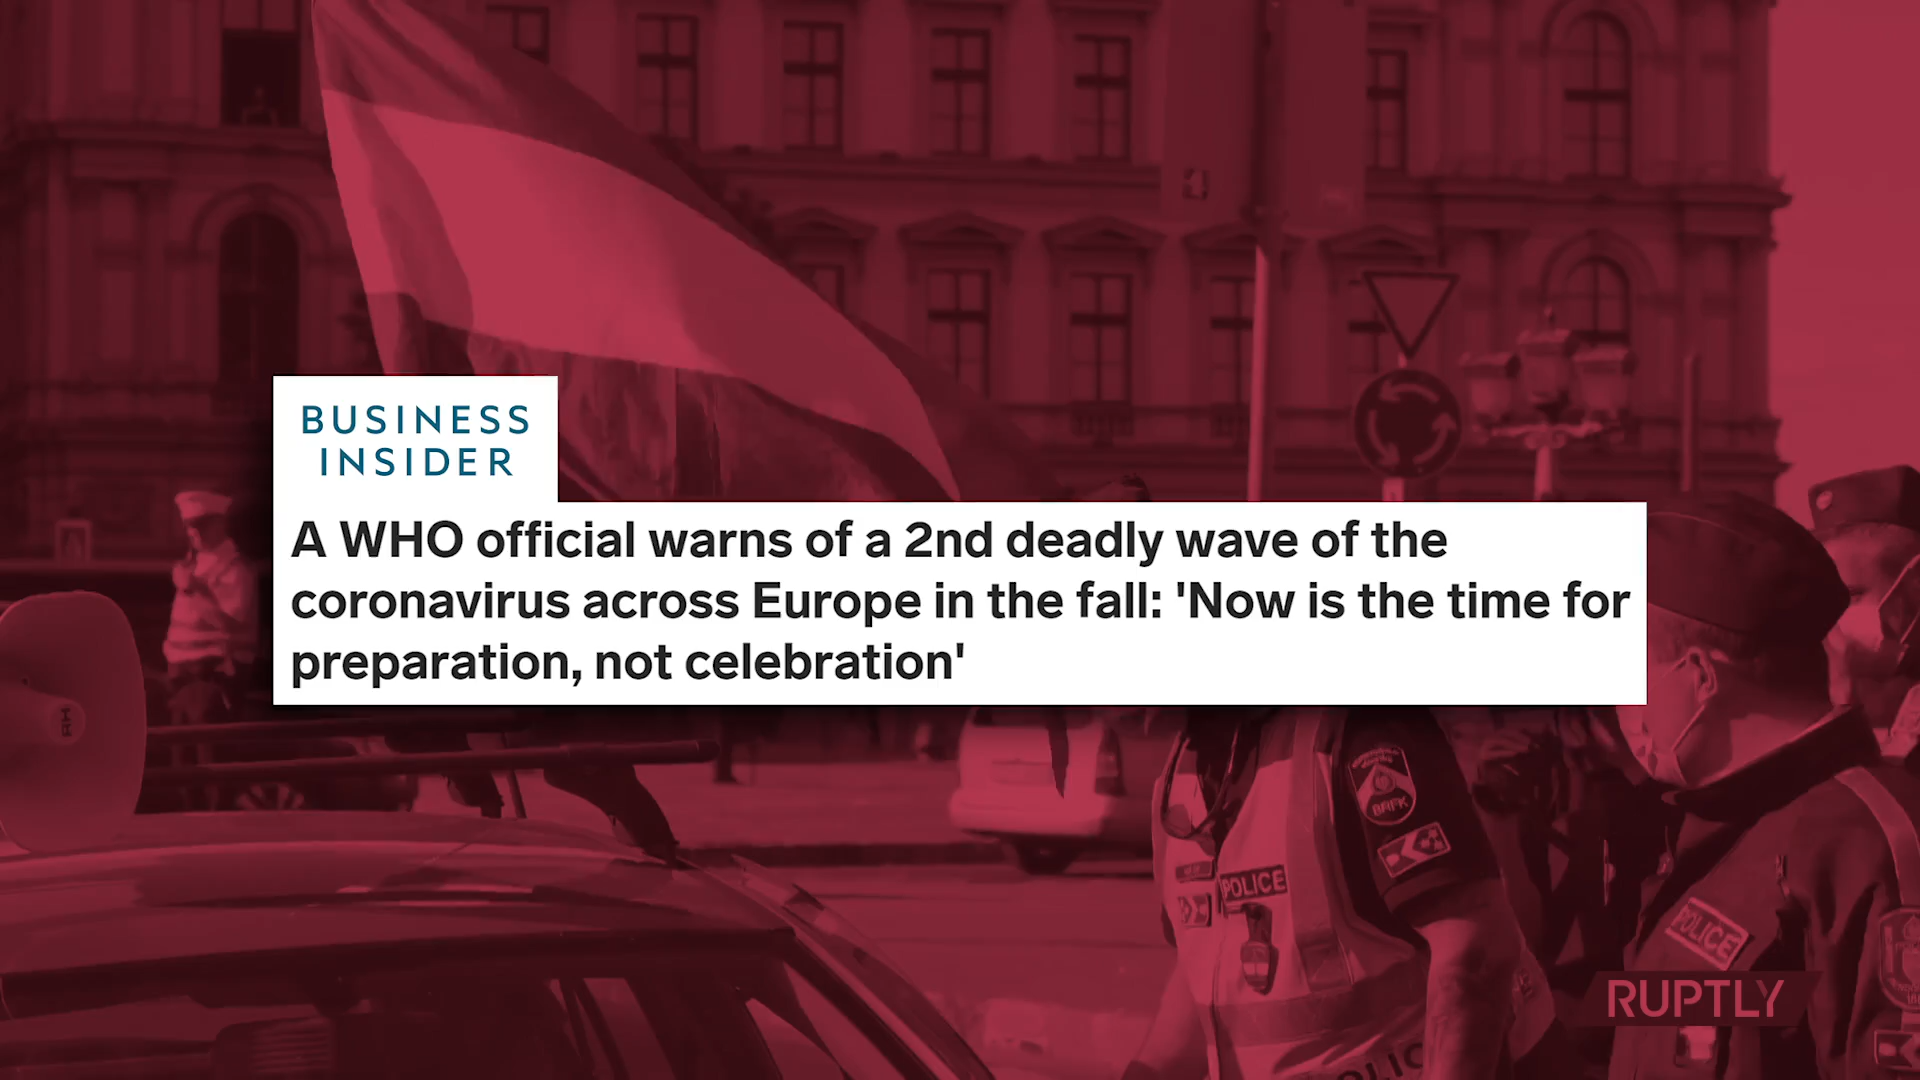 BUSINESS
INSIDER
A WHO official warns of a 2nd deadly wave of the
coronavirus across Europe in the fall: 'Now is the time for
preparation, not celebration'
BRFK
POLICE
POLICE
RUPTLY